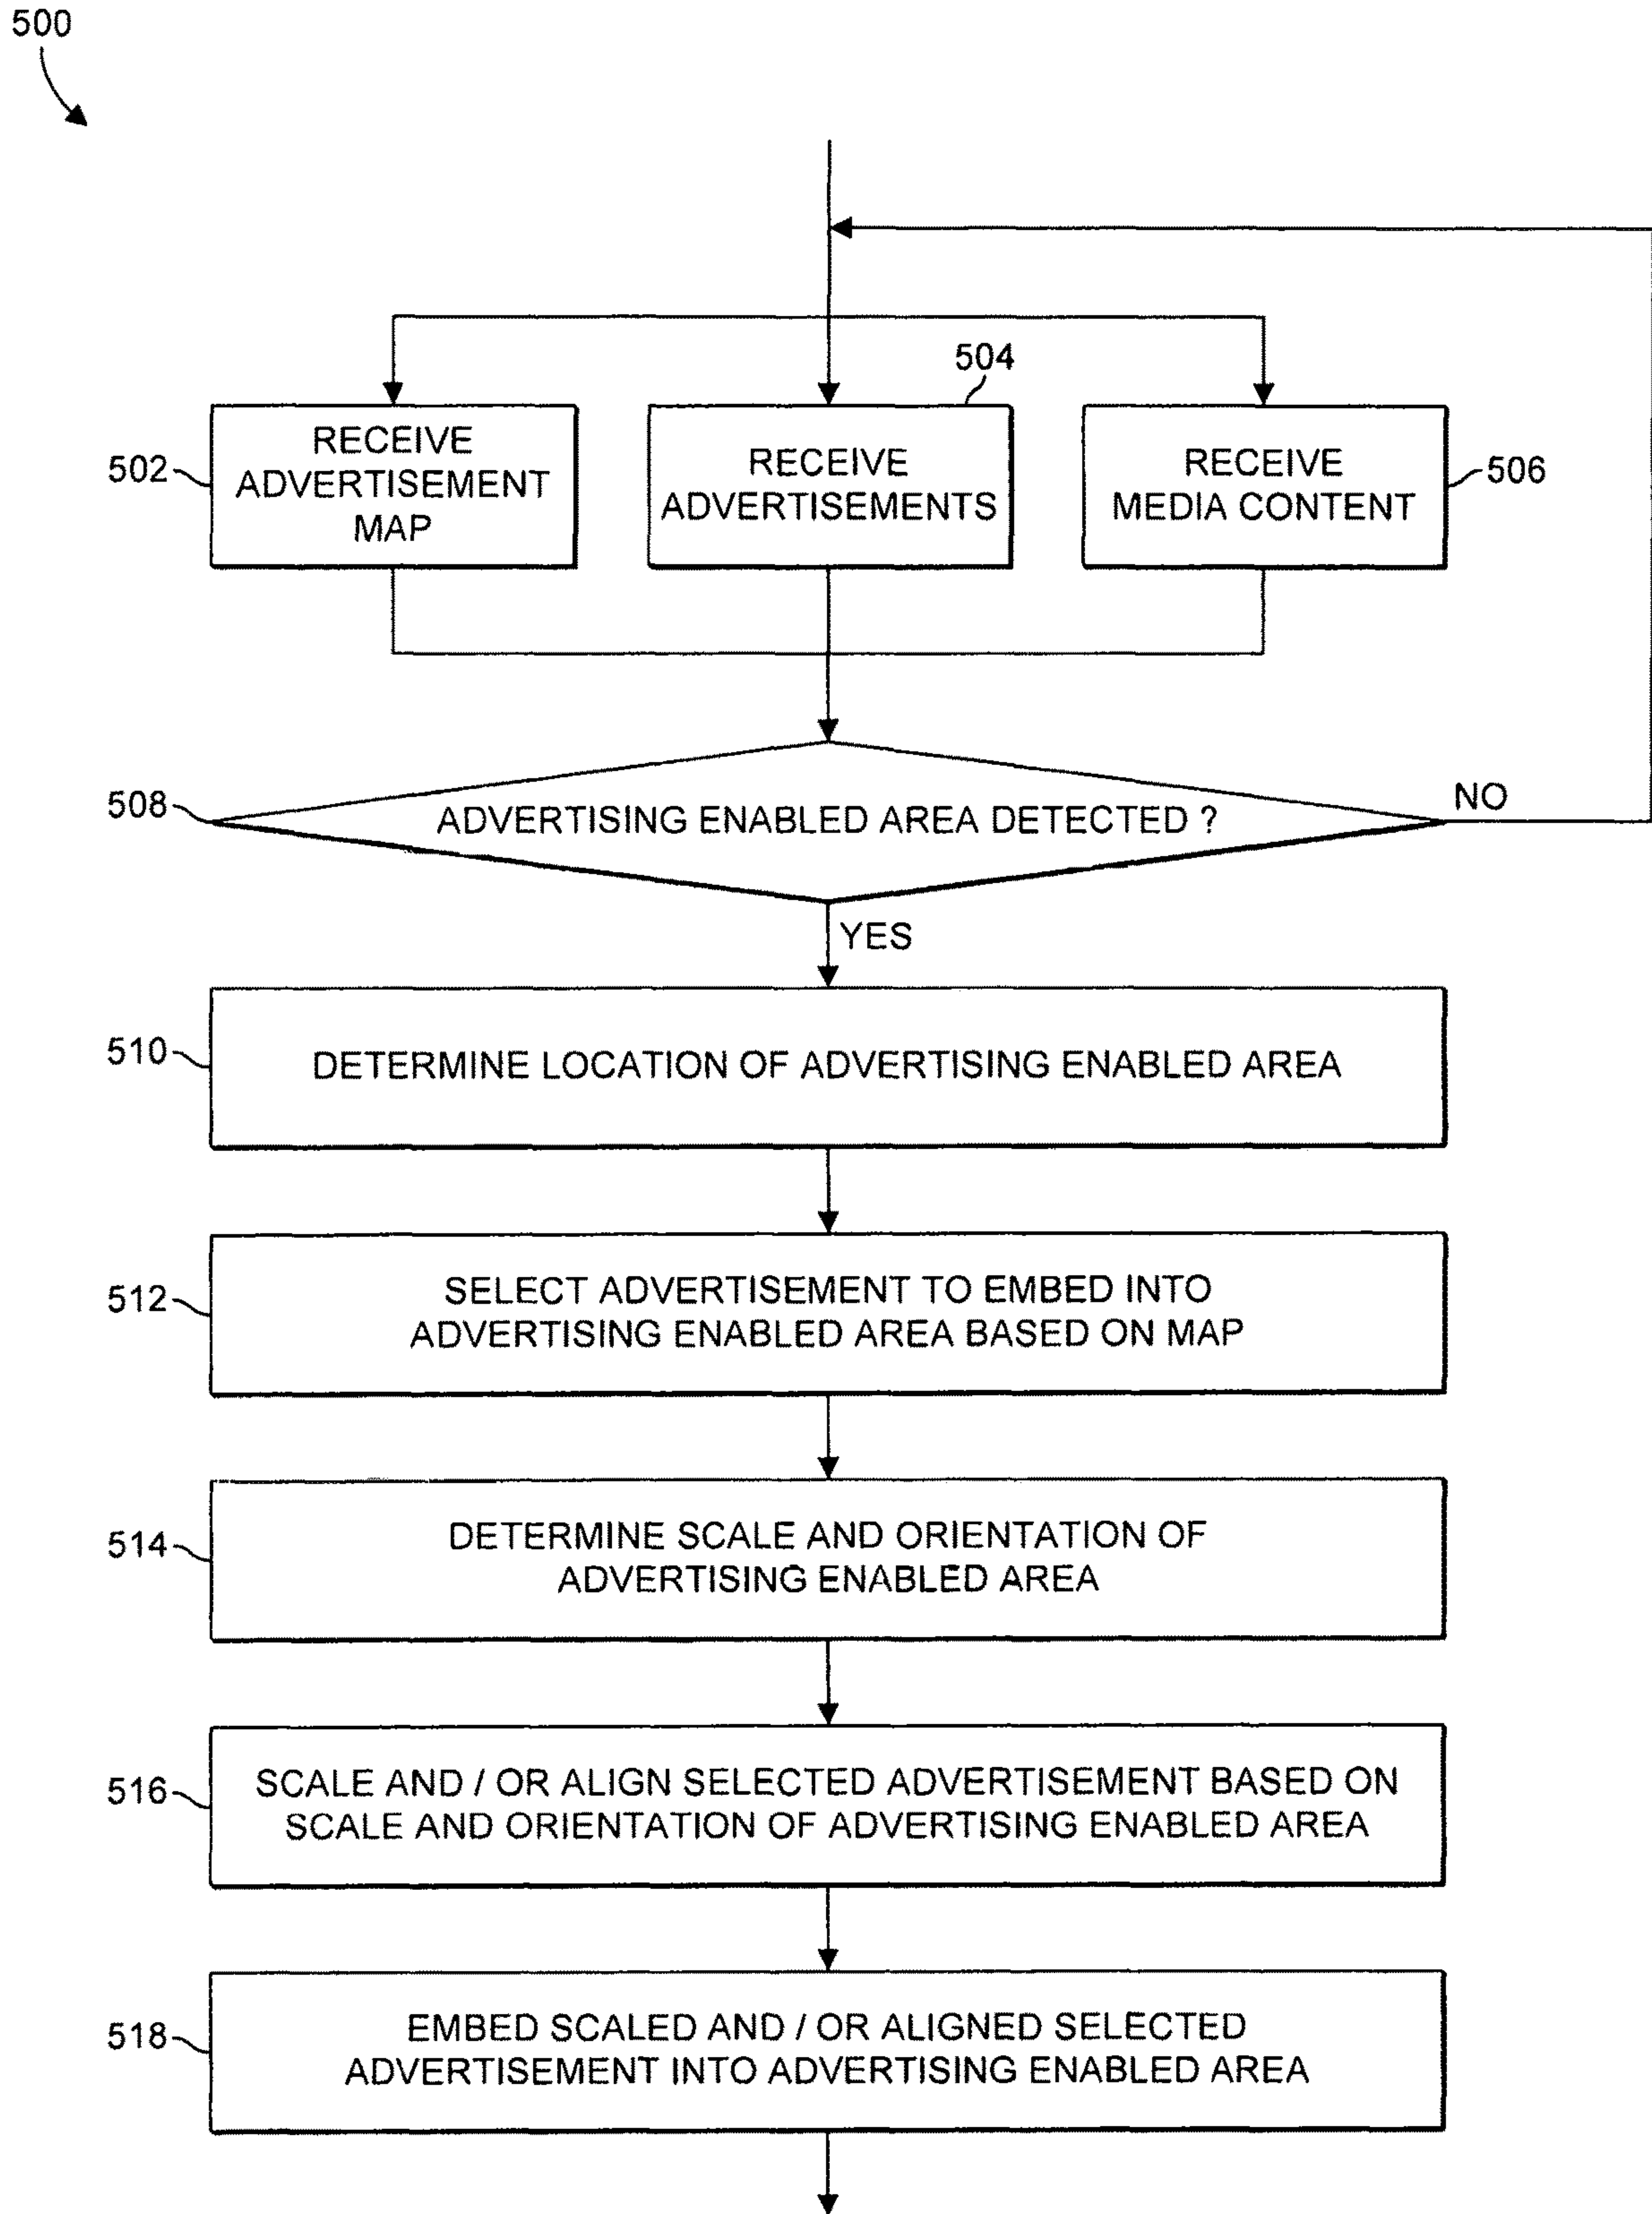 500
504
502
RECEIVE
ADVERTISEMENT
MAP
RECEIVE
ADVERTISEMENTS
RECEIVE
MEDIA CONTENT
506
508
ADVERTISING ENABLED AREA DETECTED ?
NO
YES
510
DETERMINE LOCATION OF ADVERTISING ENABLED AREA
512
SELECT ADVERTISEMENT TO EMBED INTO
ADVERTISING ENABLED AREA BASED ON MAP
514
DETERMINE SCALE AND ORIENTATION OF
ADVERTISING ENABLED AREA
516
SCALE AND / OR ALIGN SELECTED ADVERTISEMENT BASED ON
SCALE AND ORIENTATION OF ADVERTISING ENABLED AREA
518
EMBED SCALED AND / OR ALIGNED SELECTED
ADVERTISEMENT INTO ADVERTISING ENABLED AREA